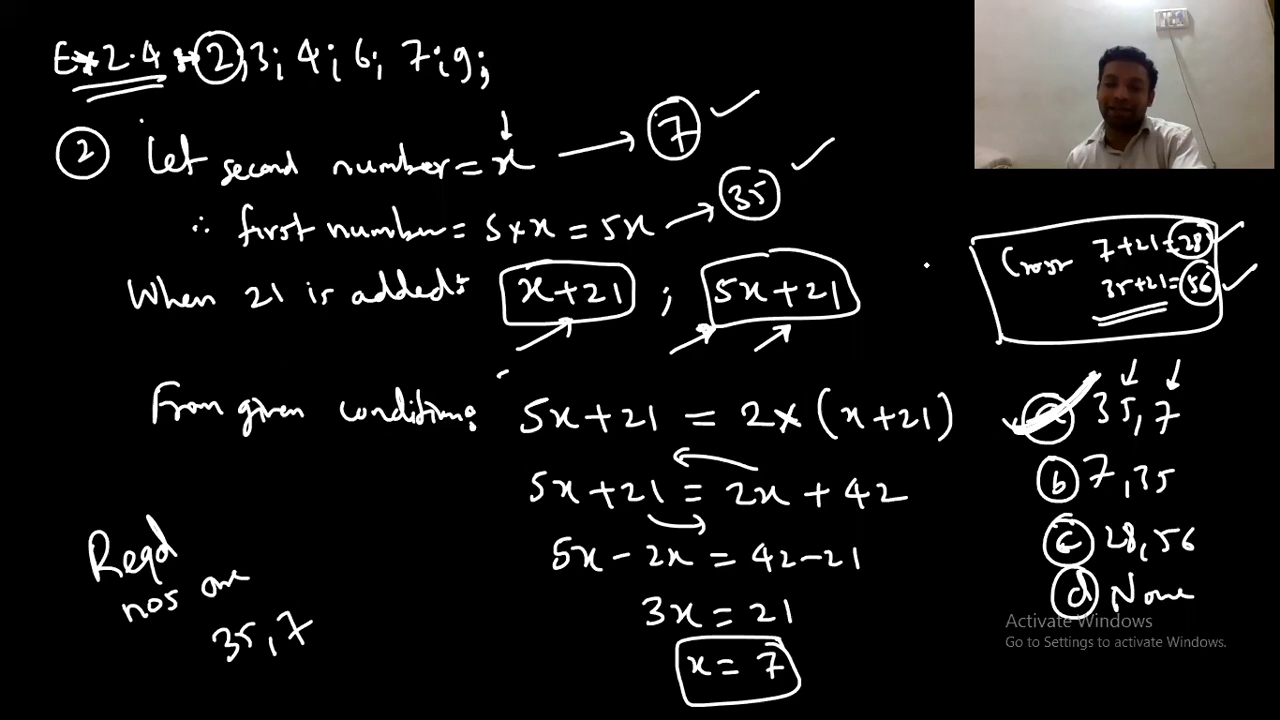 Ex 2.4 → 2, 3; 4; 6; 7; 9;
② Let second number = x → 7 ✓
∴ first number = 5 × x = 5x → 35 ✓
When 21 is added: x+21 ; 5x+21
Cross 7+21=28 ✓
35+21=56 ✓
From given condition: 5x+21 = 2×(x+21)
5x+21 = 2x+42
5x-2x = 42-21
3x = 21
x = 7
Reqd
nos are
35, 7
ⓐ 35, 7
ⓑ 7, 35
ⓒ 28, 56
ⓓ None
Activate Windows
Go to Settings to activate Windows.